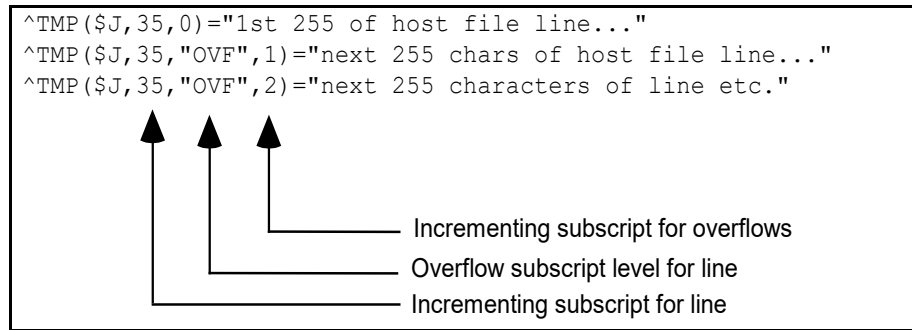 ^TMP($J,35,0)="1st 255 of host file line..."
^TMP($J,35,"OVF",1)="next 255 chars of host file line..."
^TMP($J,35,"OVF",2)="next 255 characters of line etc."
Incrementing subscript for overflows
Overflow subscript level for line
Incrementing subscript for line